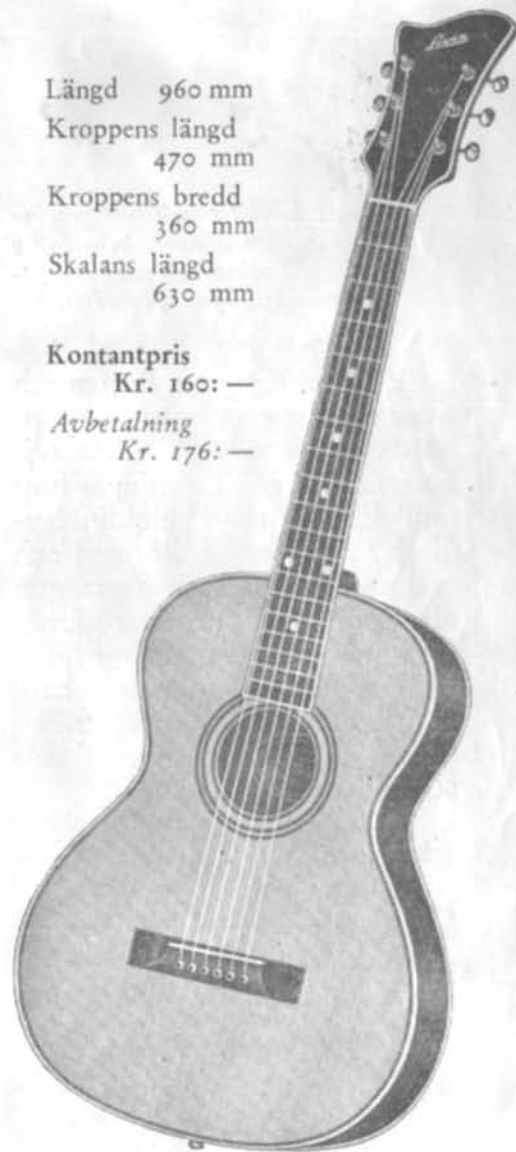 Längd 960 mm
Kroppens längd
470 mm
Kroppens bredd
360 mm
Skalans längd
630 mm
Kontantpris
Kr. 160: —
Avbetalning
Kr. 176: —